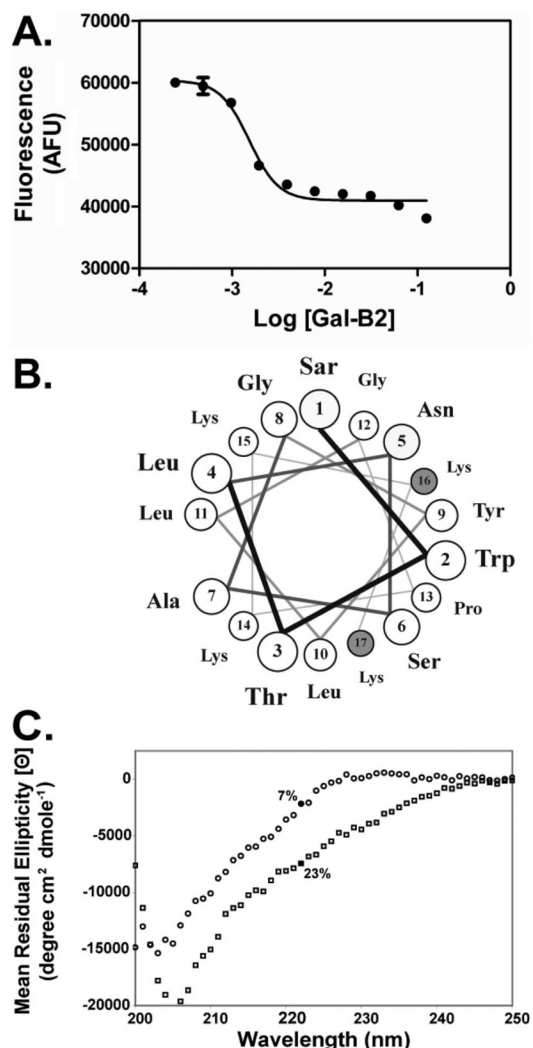 A.
70000
60000
50000
40000
30000
Fluorescence
(AFU)
-4 -3 -2 -1 0
Log [Gal-B2]
B.
Sar
Gly Gly
Lys Asn
Leu Lys
Leu Tyr
Ala Trp
Lys Pro
Thr Leu Lys Ser
1
8 12
15 5
4 16
11 9
2
7 13
14 6
3 10 17
C.
Mean Residual Ellipticity [Θ]
(degree cm² dmole⁻¹)
0
-5000
-10000
-15000
-20000
7%
23%
200 210 220 230 240 250
Wavelength (nm)